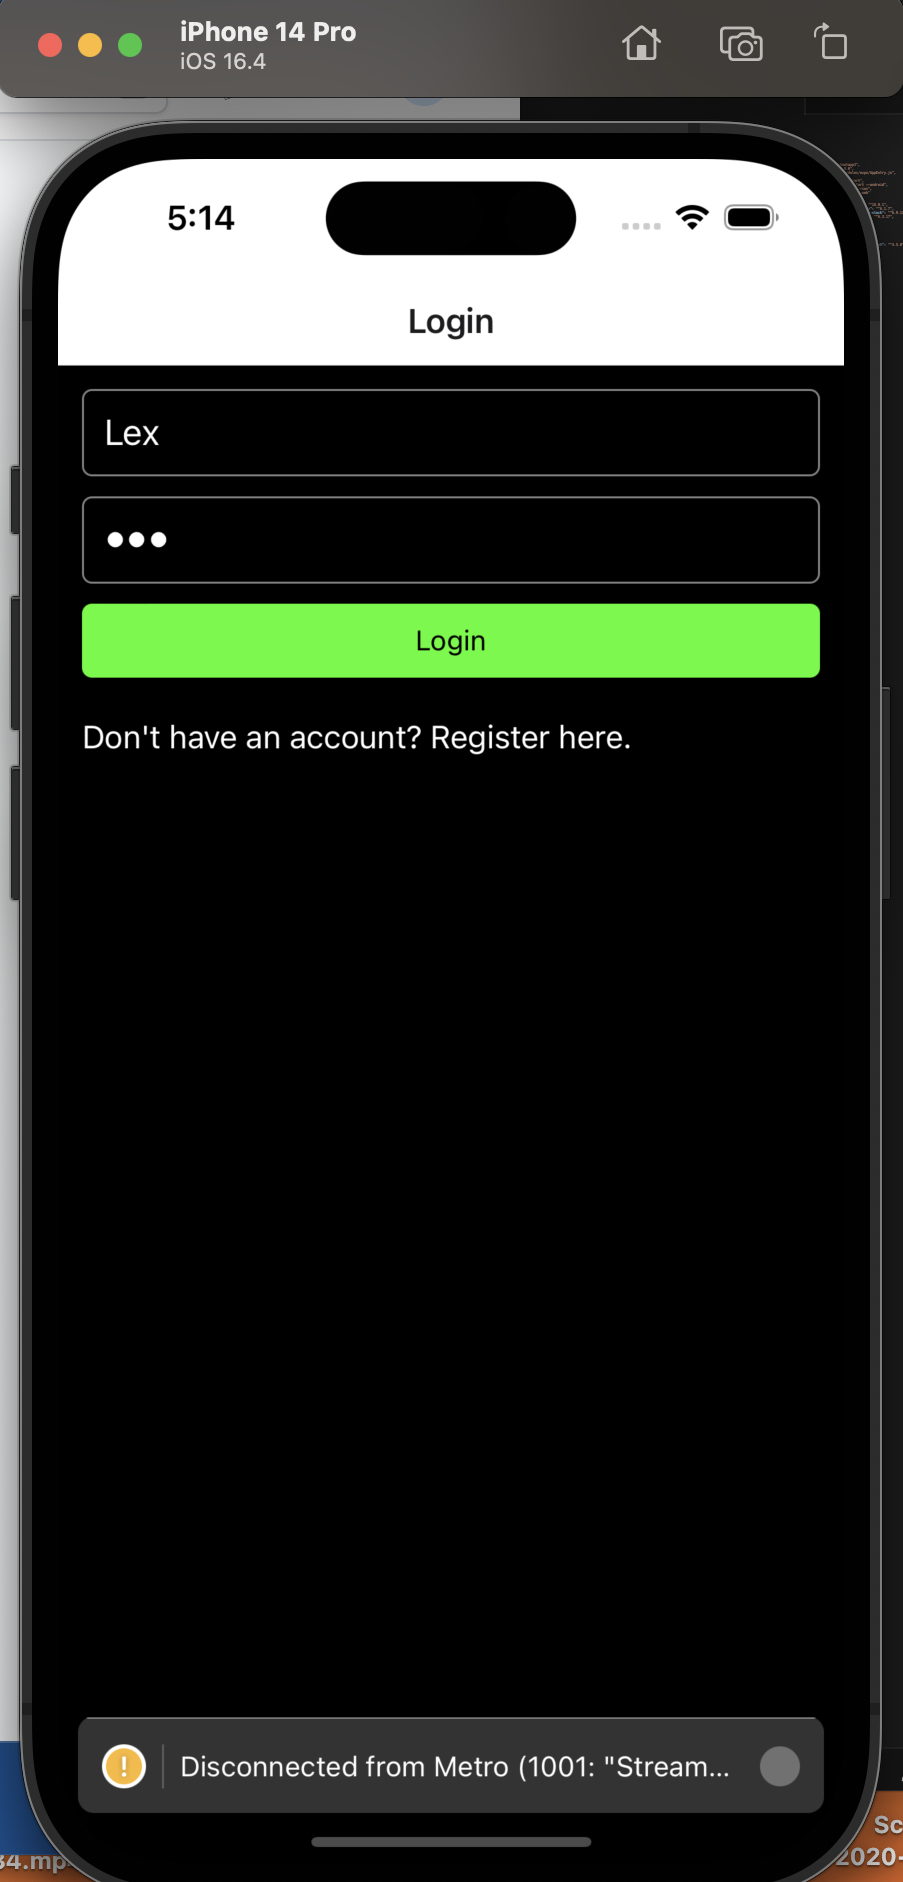 iPhone 14 Pro
iOS 16.4
5:14
Login
Lex
Login
Don't have an account? Register here.
Disconnected from Metro (1001: "Stream...
Sc
34.mp
2020-